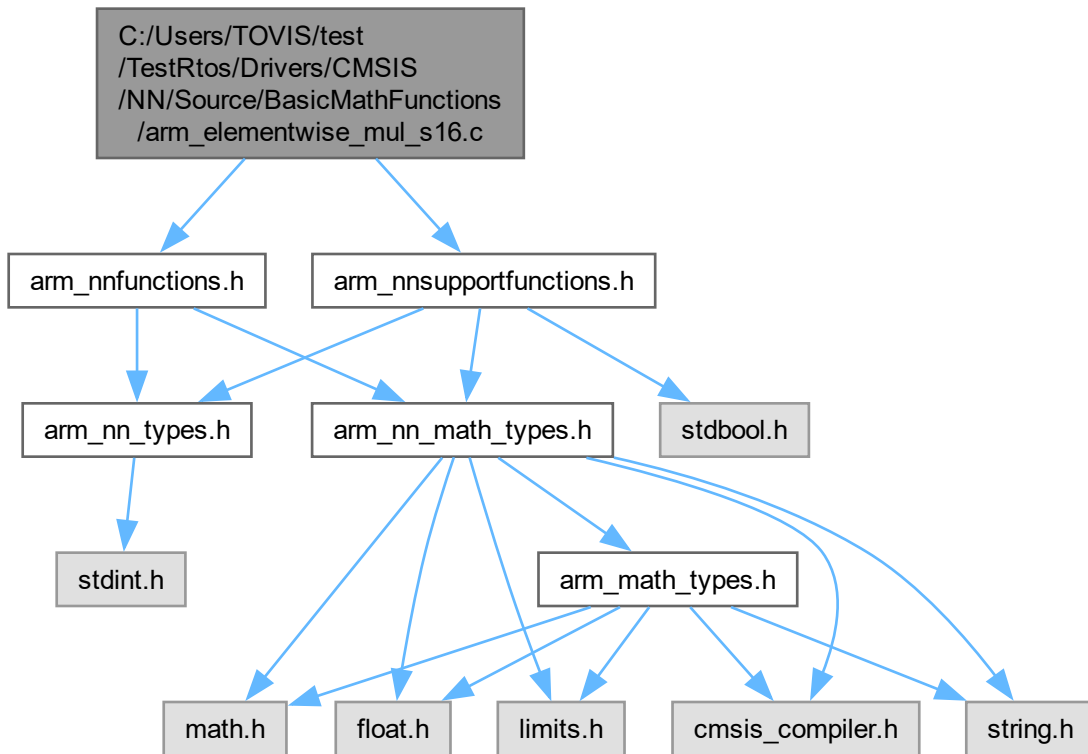 C:/Users/TOVIS/test
/TestRtos/Drivers/CMSIS
/NN/Source/BasicMathFunctions
/arm_elementwise_mul_s16.c
arm_nnfunctions.h
arm_nnsupportfunctions.h
arm_nn_types.h
arm_nn_math_types.h
stdbool.h
stdint.h
arm_math_types.h
math.h
float.h
limits.h
cmsis_compiler.h
string.h